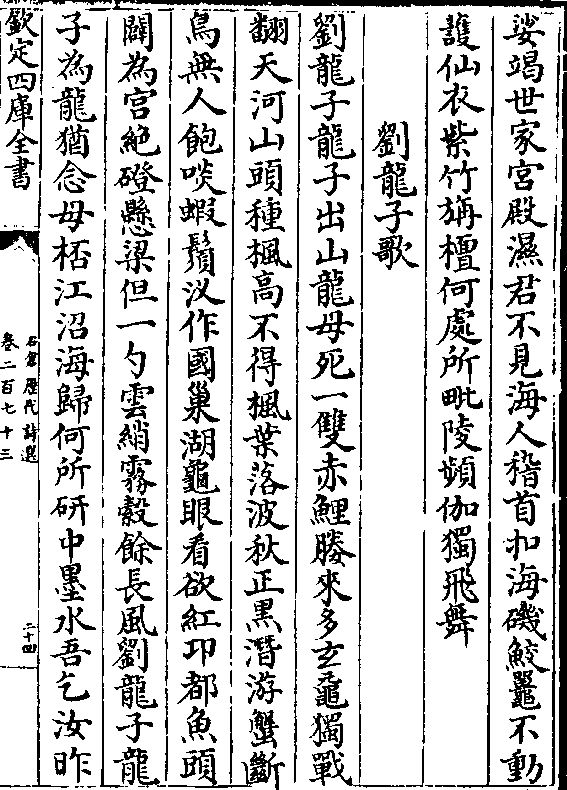 娑竭世家宮殿濕君不見海人稽首扣海磯鮫鼉不動
護仙衣紫竹旃檀何處所毗陵頻伽獨飛舞
劉龍子歌
劉龍子龍子出山龍母死一雙赤鯉勝來多玄黿獨戰
翻天河山頭種楓高不得楓葉落波秋正黑潛游蟹斷
鳥無人飽啖蝦鬚汊作國巢湖龜眼看欲紅卭都魚頭
闢為宮絶磴懸梁但一勺雲綃霧縠餘長風劉龍子龍
子為龍猶念母桮江沼海歸何所研中墨水吾乞汝昨
欽定四庫全書
石倉歴代詩選
卷二百七十三
二十四